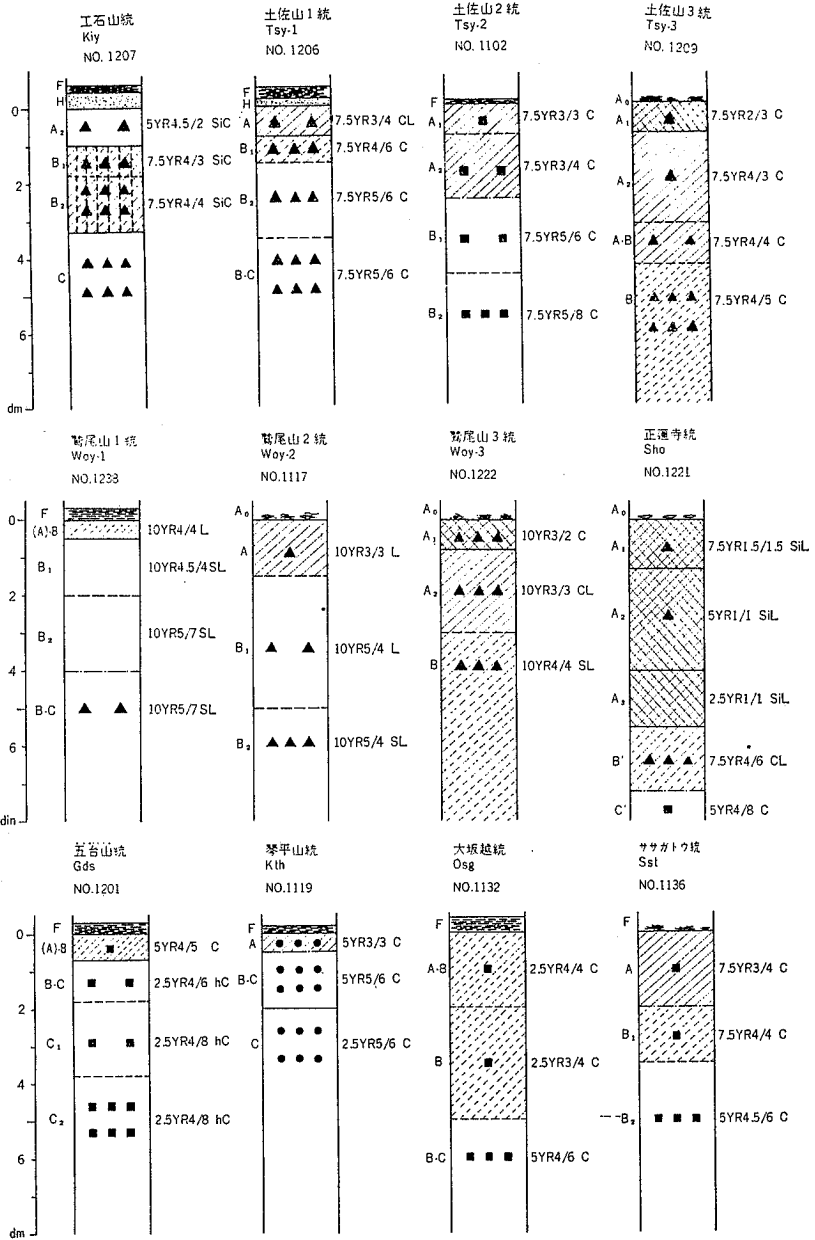 工石山統
Kiy
NO. 1207
F
H
0
A₂
5YR4.5/2 SiC
B₁
7.5YR4/3 SiC
2
B₂
7.5YR4/4 SiC
4
C
6
dm
土佐山1統
Tsy-1
NO. 1206
F
H
A
7.5YR3/4 CL
B₁
7.5YR4/6 C
B₂
7.5YR5/6 C
B·C
7.5YR5/6 C
土佐山2統
Tsy-2
NO. 1102
F
A₁
7.5YR3/3 C
A₂
7.5YR3/4 C
B₁
7.5YR5/6 C
B₂
7.5YR5/8 C
土佐山3統
Tsy-3
NO. 1209
A₀
A₁
7.5YR2/3 C
A₂
7.5YR4/3 C
A·B
7.5YR4/4 C
B
7.5YR4/5 C
鷲尾山1統
Woy-1
NO.1238
F
0
(A)·B
10YR4/4 L
B₁
10YR4.5/4SL
2
B₂
10YR5/7 SL
4
B·C
10YR5/7 SL
6
dm
鷲尾山2統
Woy-2
NO.1117
A₀
A
10YR3/3 L
B₁
10YR5/4 L
B₂
10YR5/4 SL
鷲尾山3統
Woy-3
NO.1222
A₀
A₁
10YR3/2 C
A₂
10YR3/3 CL
B
10YR4/4 SL
正蓮寺統
Sho
NO.1221
A₀
A₁
7.5YR1.5/1.5 SiL
A₂
5YR1/1 SiL
A₃
2.5YR1/1 SiL
B'
7.5YR4/6 CL
C'
5YR4/8 C
五台山統
Gds
NO.1201
F
0
(A)·B
5YR4/5 C
B·C
2.5YR4/6 hC
2
C₁
2.5YR4/8 hC
4
C₂
2.5YR4/8 hC
6
dm
琴平山統
Kth
NO.1119
F
A
5YR3/3 C
B·C
5YR5/6 C
C
2.5YR5/6 C
大坂越統
Osg
NO.1132
F
A·B
2.5YR4/4 C
B
2.5YR3/4 C
B·C
5YR4/6 C
ササガトウ統
Sst
NO.1136
F
A
7.5YR3/4 C
B₁
7.5YR4/4 C
B₂
5YR4.5/6 C